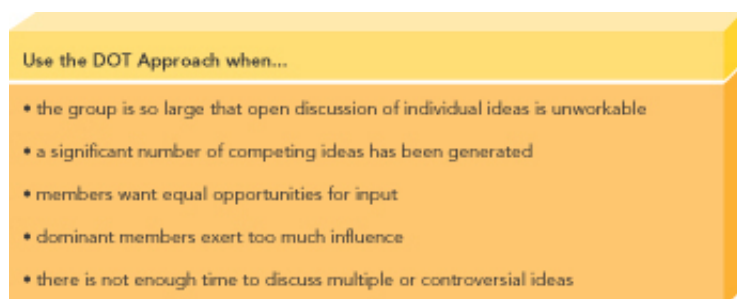 Use the DOT Approach when...
• the group is so large that open discussion of individual ideas is unworkable
• a significant number of competing ideas has been generated
• members want equal opportunities for input
• dominant members exert too much influence
• there is not enough time to discuss multiple or controversial ideas